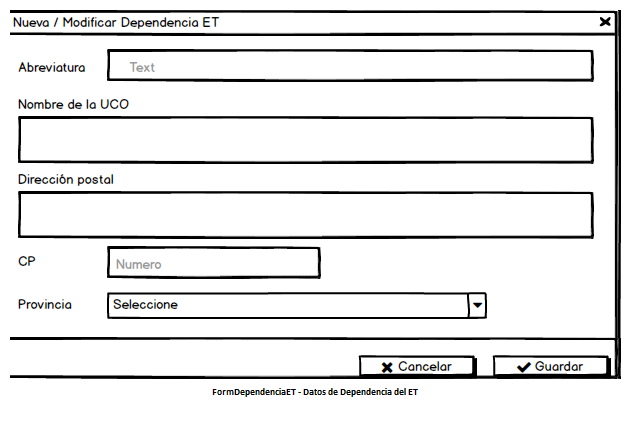 Nueva / Modificar Dependencia ET
Abreviatura Text
Nombre de la UCO
Dirección postal
CP Numero
Provincia Seleccione
Cancelar Guardar
FormDependenciaET - Datos de Dependencia del ET